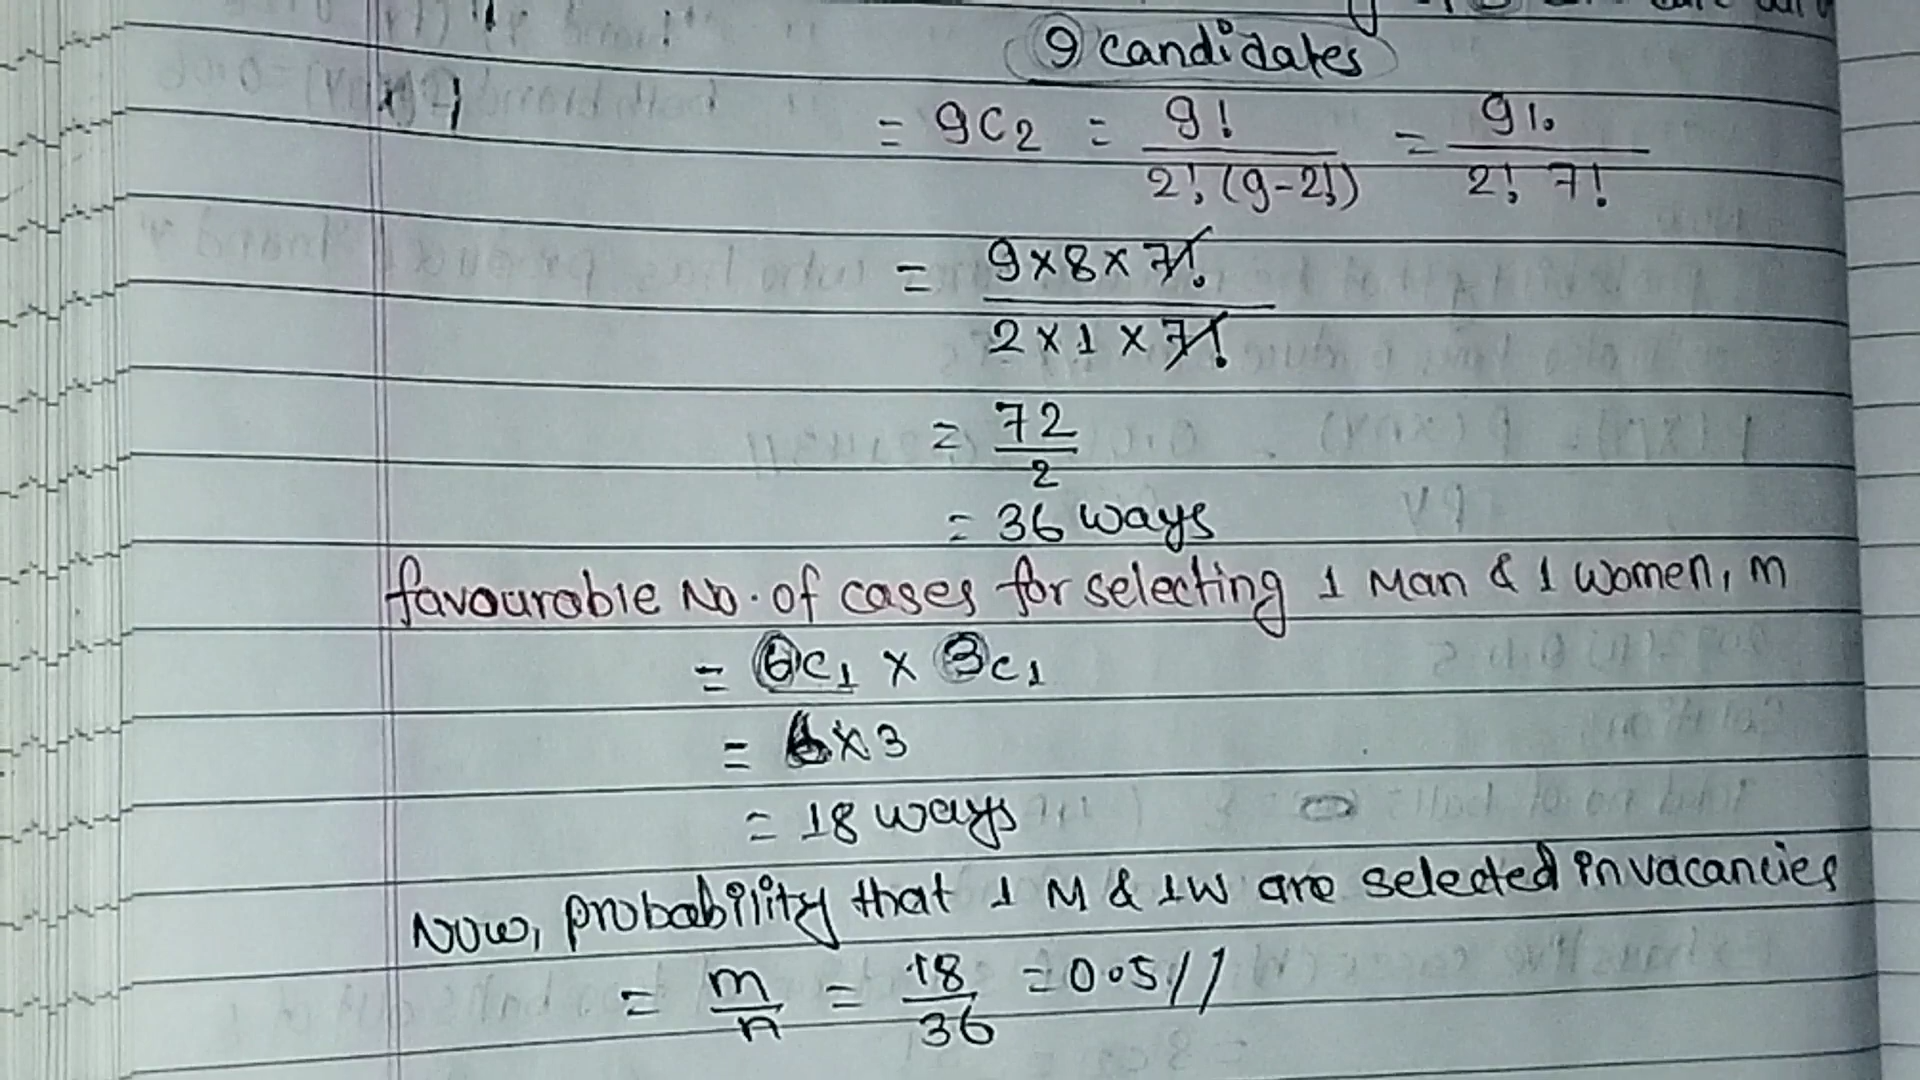 9 candidates
= 9C2 = 9! / 2! (9-2!) = 9! / 2! 7!
= 9×8×7! / 2×1×7!
= 72 / 2
= 36 ways
favourable No. of cases for selecting 1 Man & 1 Women, m
= 6C1 × 3C1
= 6×3
= 18 ways
Now, probability that 1 M & 1W are selected in vacancies
= m / n = 18 / 36 = 0.5//